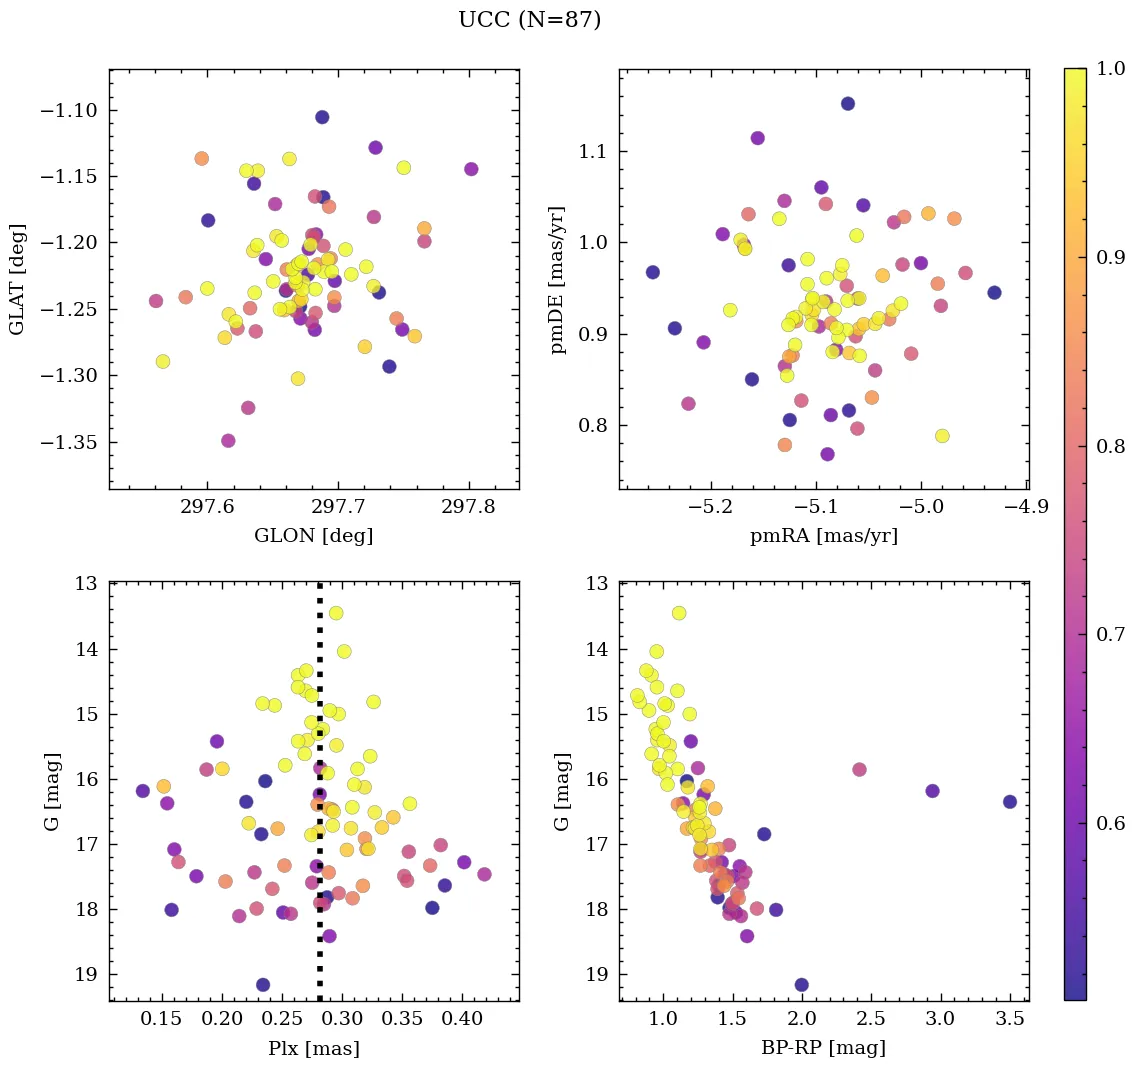 UCC (N=87)
−1.10
−1.15
−1.20
−1.25
−1.30
−1.35
GLAT [deg]
297.6 297.7 297.8
GLON [deg]
1.1
1.0
0.9
0.8
pmDE [mas/yr]
−5.2 −5.1 −5.0 −4.9
pmRA [mas/yr]
13
14
15
16
17
18
19
G [mag]
0.15 0.20 0.25 0.30 0.35 0.40
Plx [mas]
13
14
15
16
17
18
19
G [mag]
1.0 1.5 2.0 2.5 3.0 3.5
BP-RP [mag]
1.0
0.9
0.8
0.7
0.6